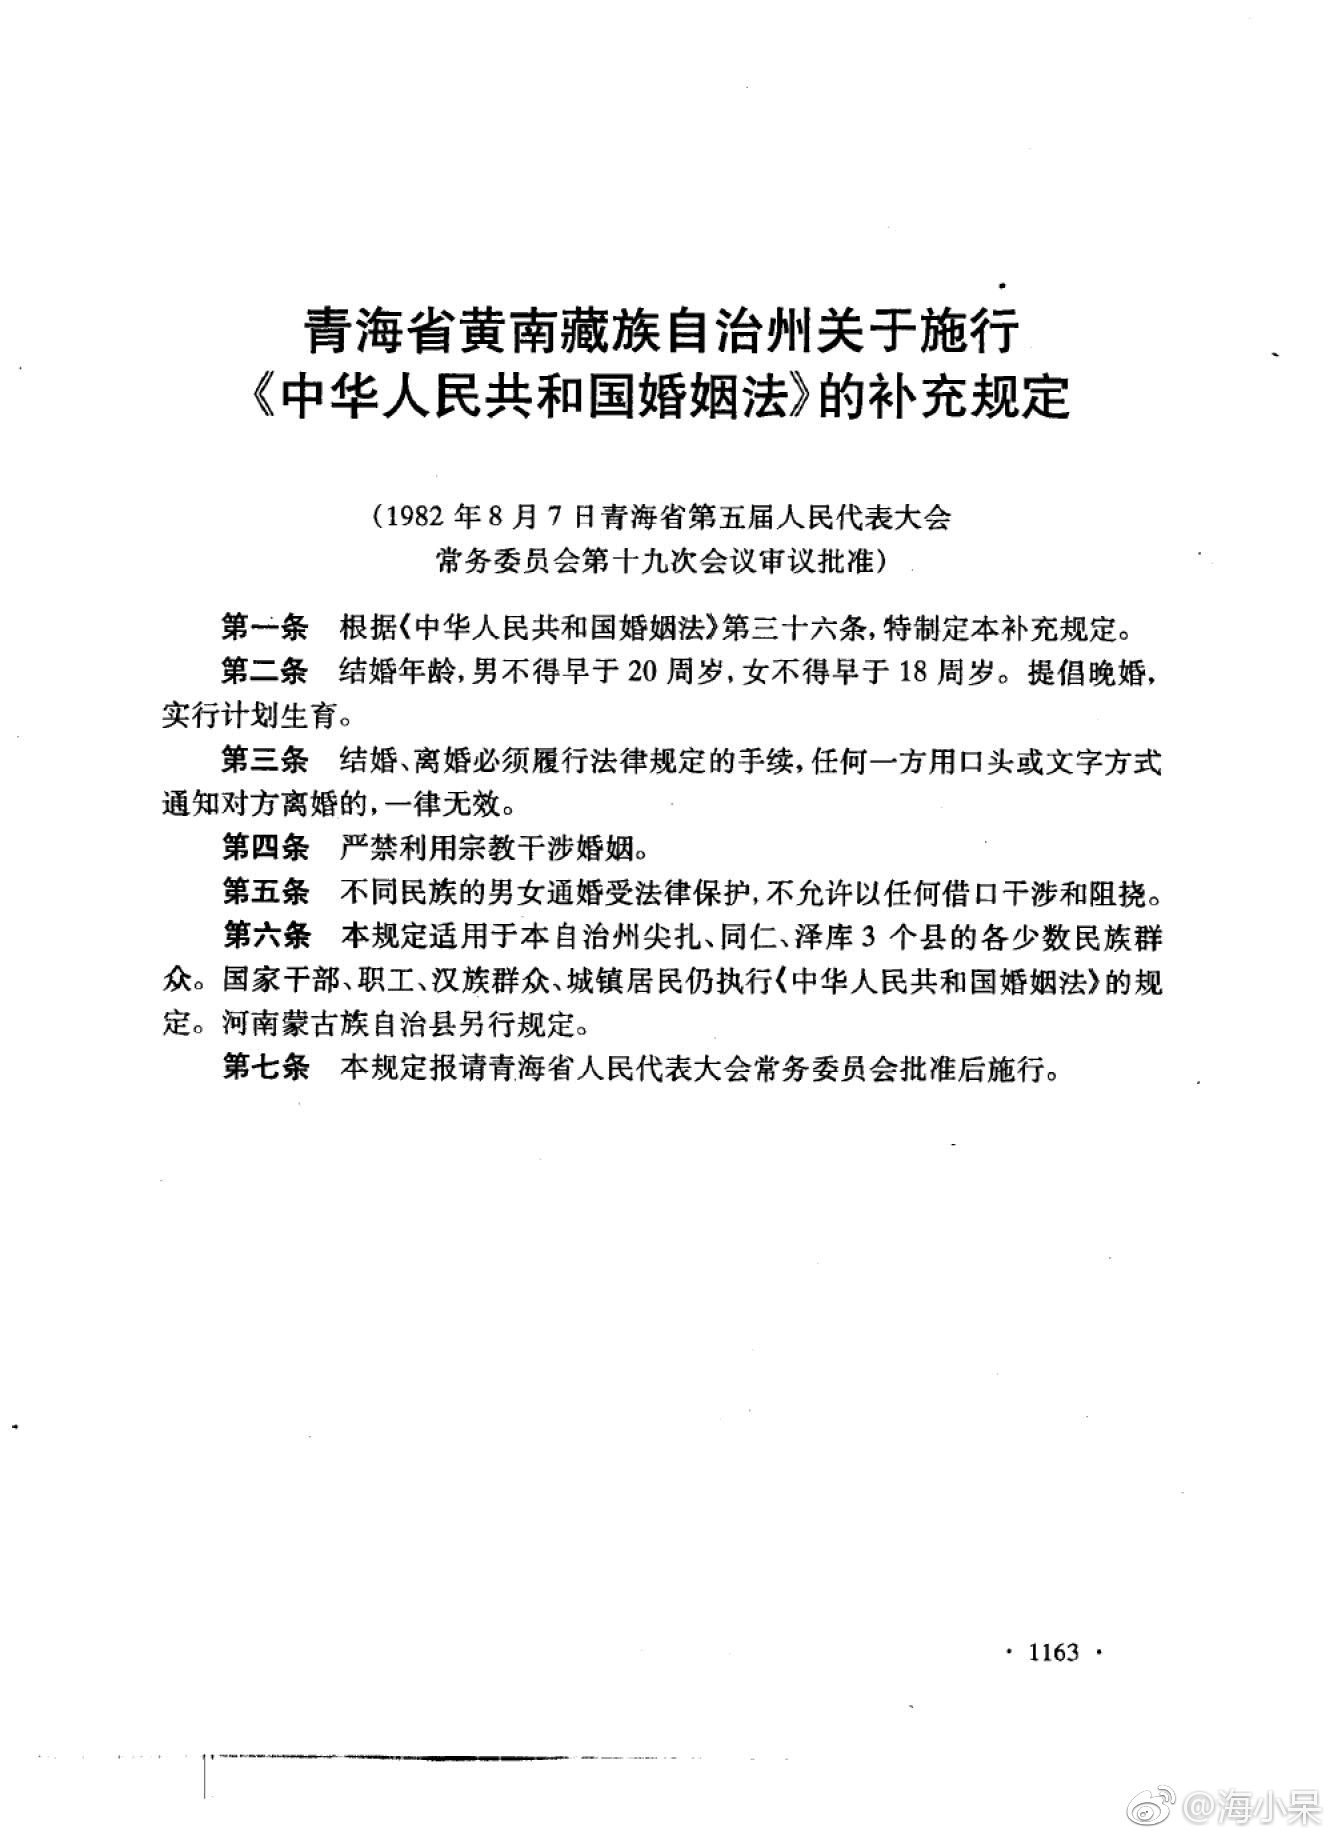 青海省黄南藏族自治州关于施行
《中华人民共和国婚姻法》的补充规定
(1982年8月7日青海省第五届人民代表大会
常务委员会第十九次会议审议批准)
第一条 根据《中华人民共和国婚姻法》第三十六条,特制定本补充规定。
第二条 结婚年龄,男不得早于20周岁,女不得早于18周岁。提倡晚婚,
实行计划生育。
第三条 结婚、离婚必须履行法律规定的手续,任何一方用口头或文字方式
通知对方离婚的,一律无效。
第四条 严禁利用宗教干涉婚姻。
第五条 不同民族的男女通婚受法律保护,不允许以任何借口干涉和阻挠。
第六条 本规定适用于本自治州尖扎、同仁、泽库3个县的各少数民族群
众。国家干部、职工、汉族群众、城镇居民仍执行《中华人民共和国婚姻法》的规
定。河南蒙古族自治县另行规定。
第七条 本规定报请青海省人民代表大会常务委员会批准后施行。
· 1163 ·
@海小呆